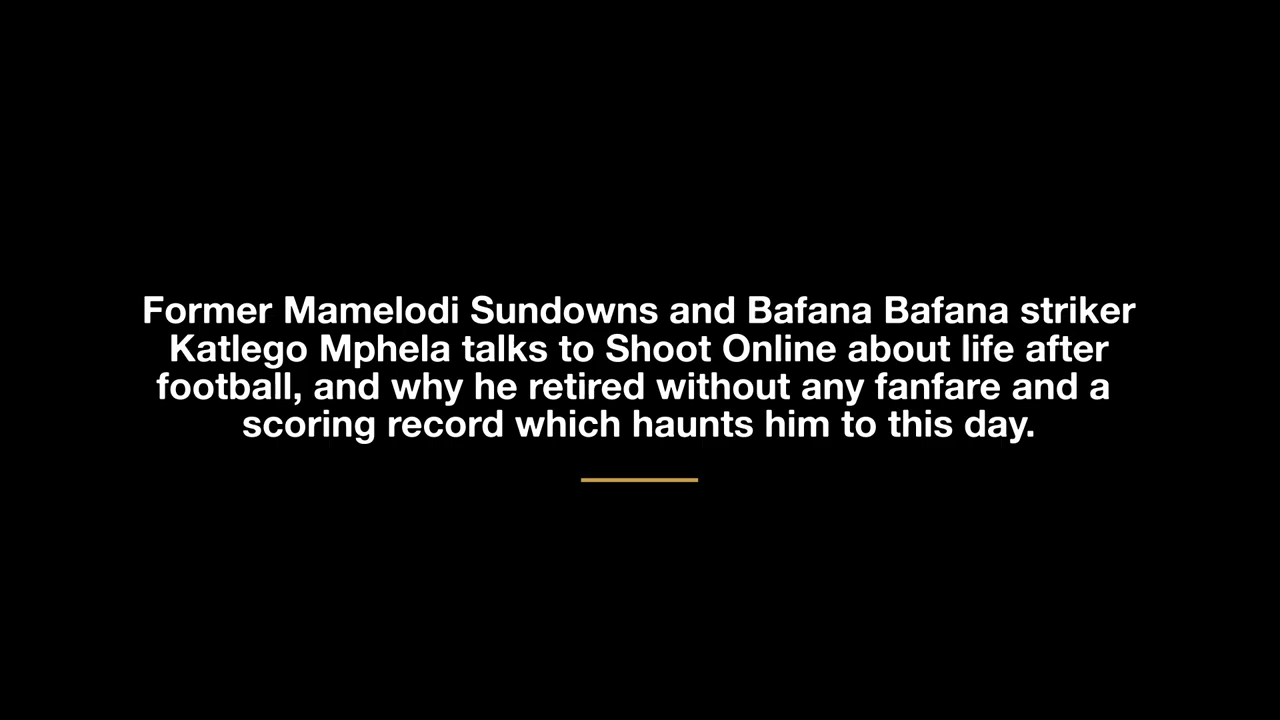 Former Mamelodi Sundowns and Bafana Bafana striker
Katlego Mphela talks to Shoot Online about life after
football, and why he retired without any fanfare and a
scoring record which haunts him to this day.